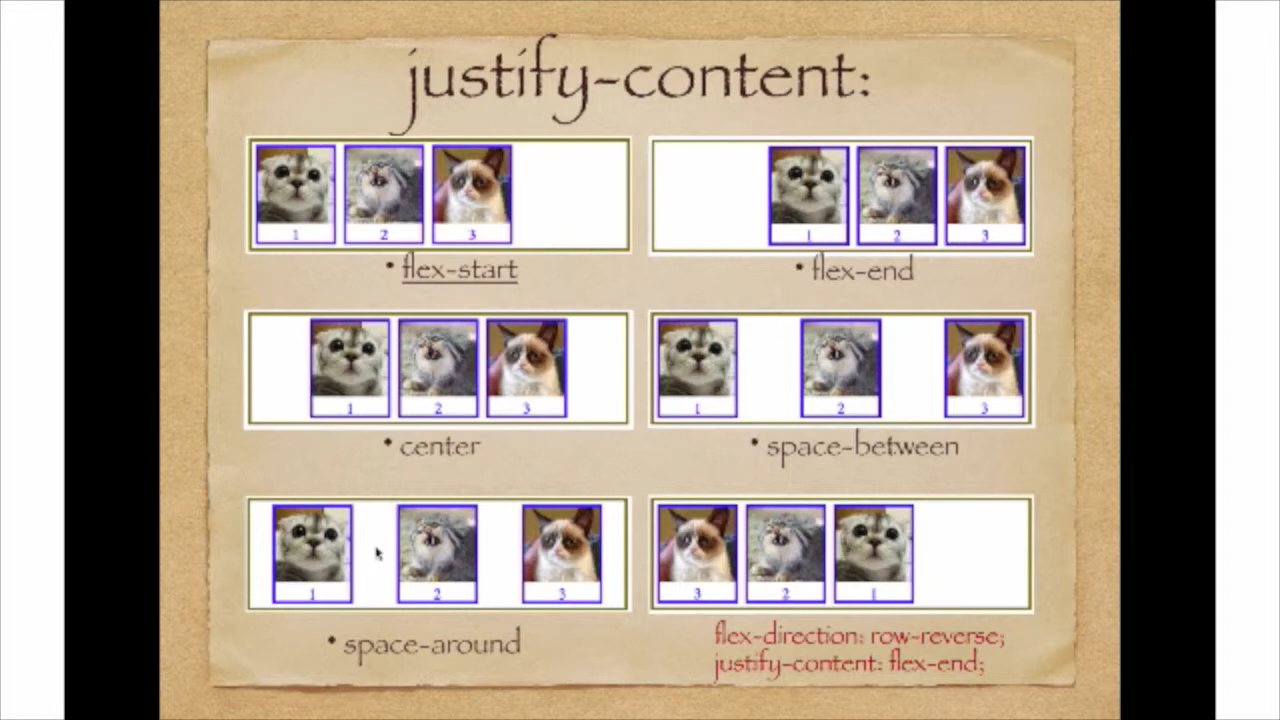 justify-content:
1 2 3
1 2 3
• flex-start
• flex-end
1 2 3
1 2 3
• center
• space-between
1 2 3
3 2 1
• space-around
flex-direction: row-reverse;
justify-content: flex-end;